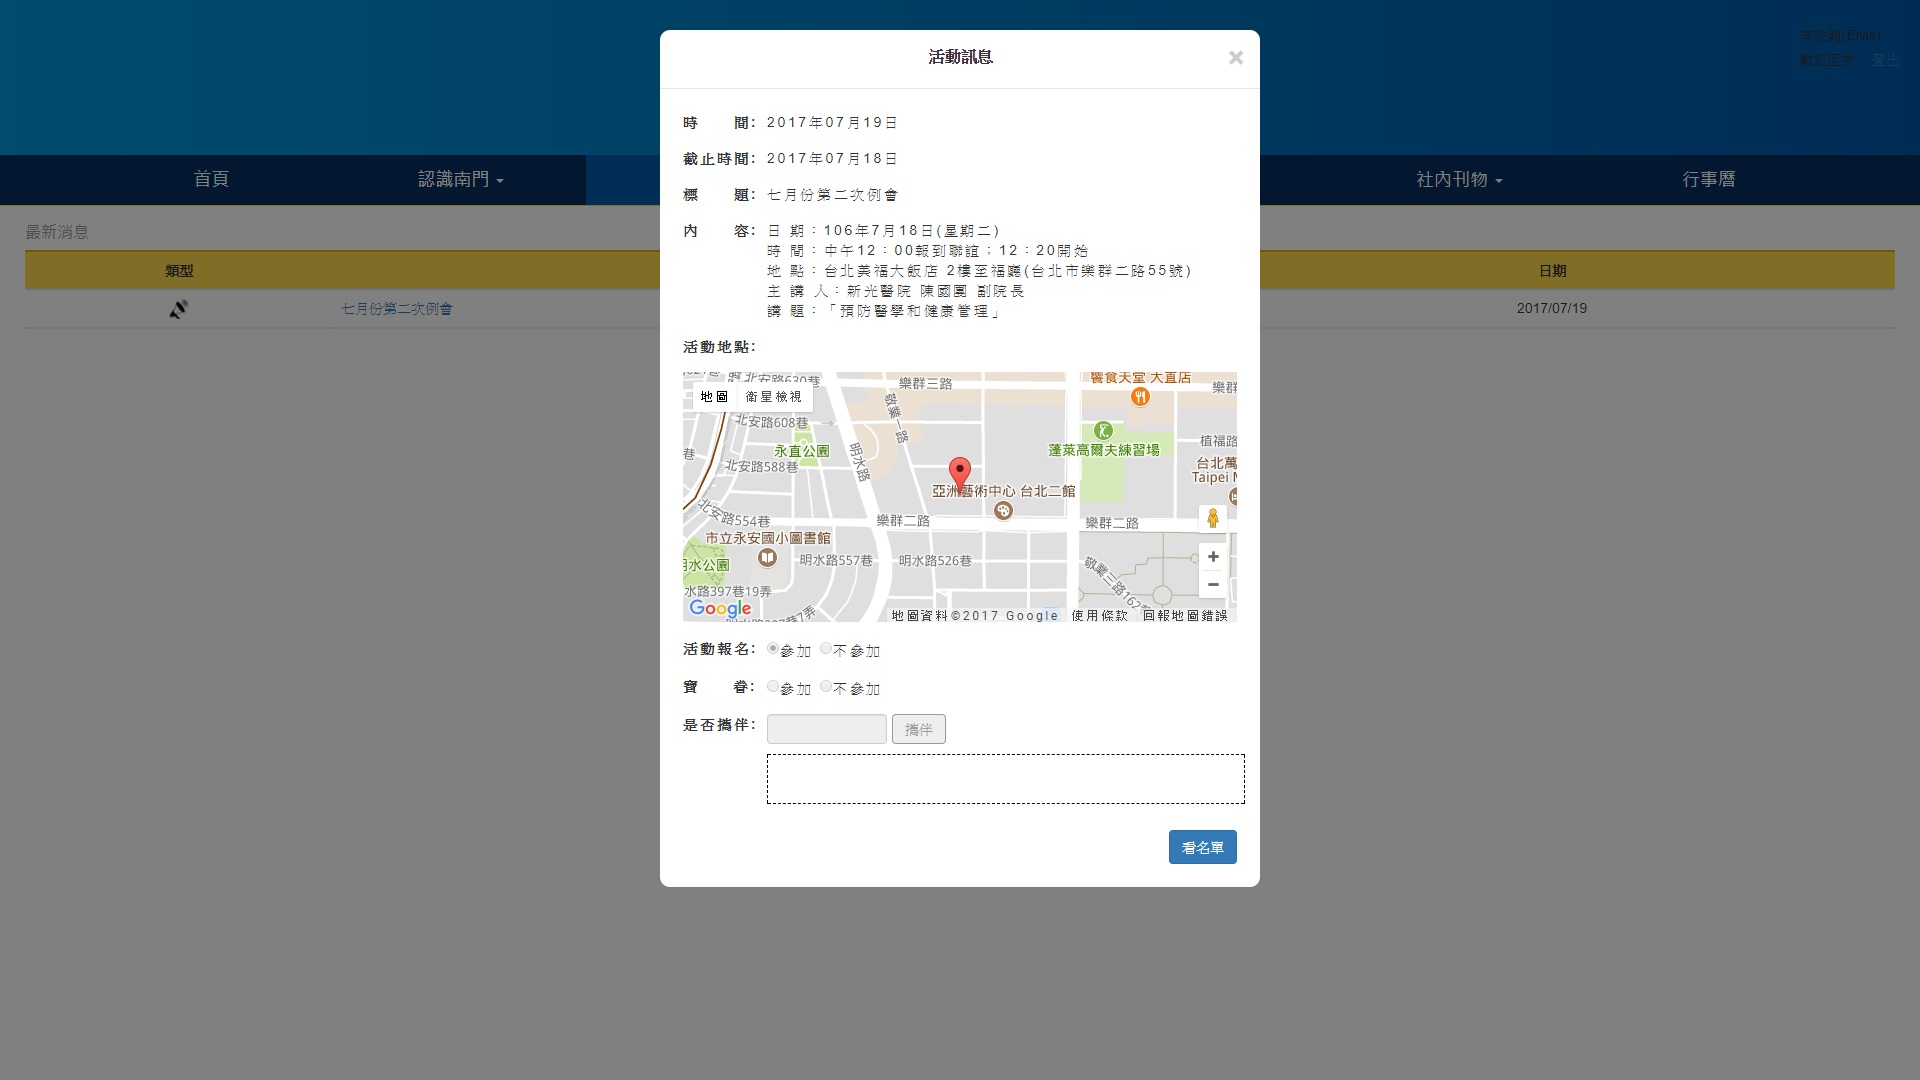 李啟興(Elvis)
歡迎回來 登出
首頁
認識南門
社內刊物
行事曆
最新消息
類型
日期
七月份第二次例會
2017/07/19
活動訊息
×
時 間: 2017年07月19日
截止時間: 2017年07月18日
標 題: 七月份第二次例會
內 容: 日 期：106年7月18日(星期二)
時 間：中午12：00報到聯誼；12：20開始
地 點：台北美福大飯店 2樓至福廳(台北市樂群二路55號)
主 講 人：新光醫院 陳國團 副院長
講 題：「預防醫學和健康管理」
活動地點:
北安路630巷
樂群三路
饗食天堂 大直店
樂群
地圖
衛星檢視
敬業一路
北安路608巷
植福路
永直公園
明水路
蓬萊高爾夫練習場
巷
北安路588巷
台北萬
Taipei M
亞洲藝術中心 台北二館
北安路554巷
樂群二路
樂群二路
市立永安國小圖書館
明水路557巷
明水路526巷
明水公園
敬業三路162巷
水路397巷19弄
Google
地圖資料 ©2017 Google
使用條款
回報地圖錯誤
活動報名: 參加 不參加
寶 眷: 參加 不參加
是否攜伴: 攜伴
看名單